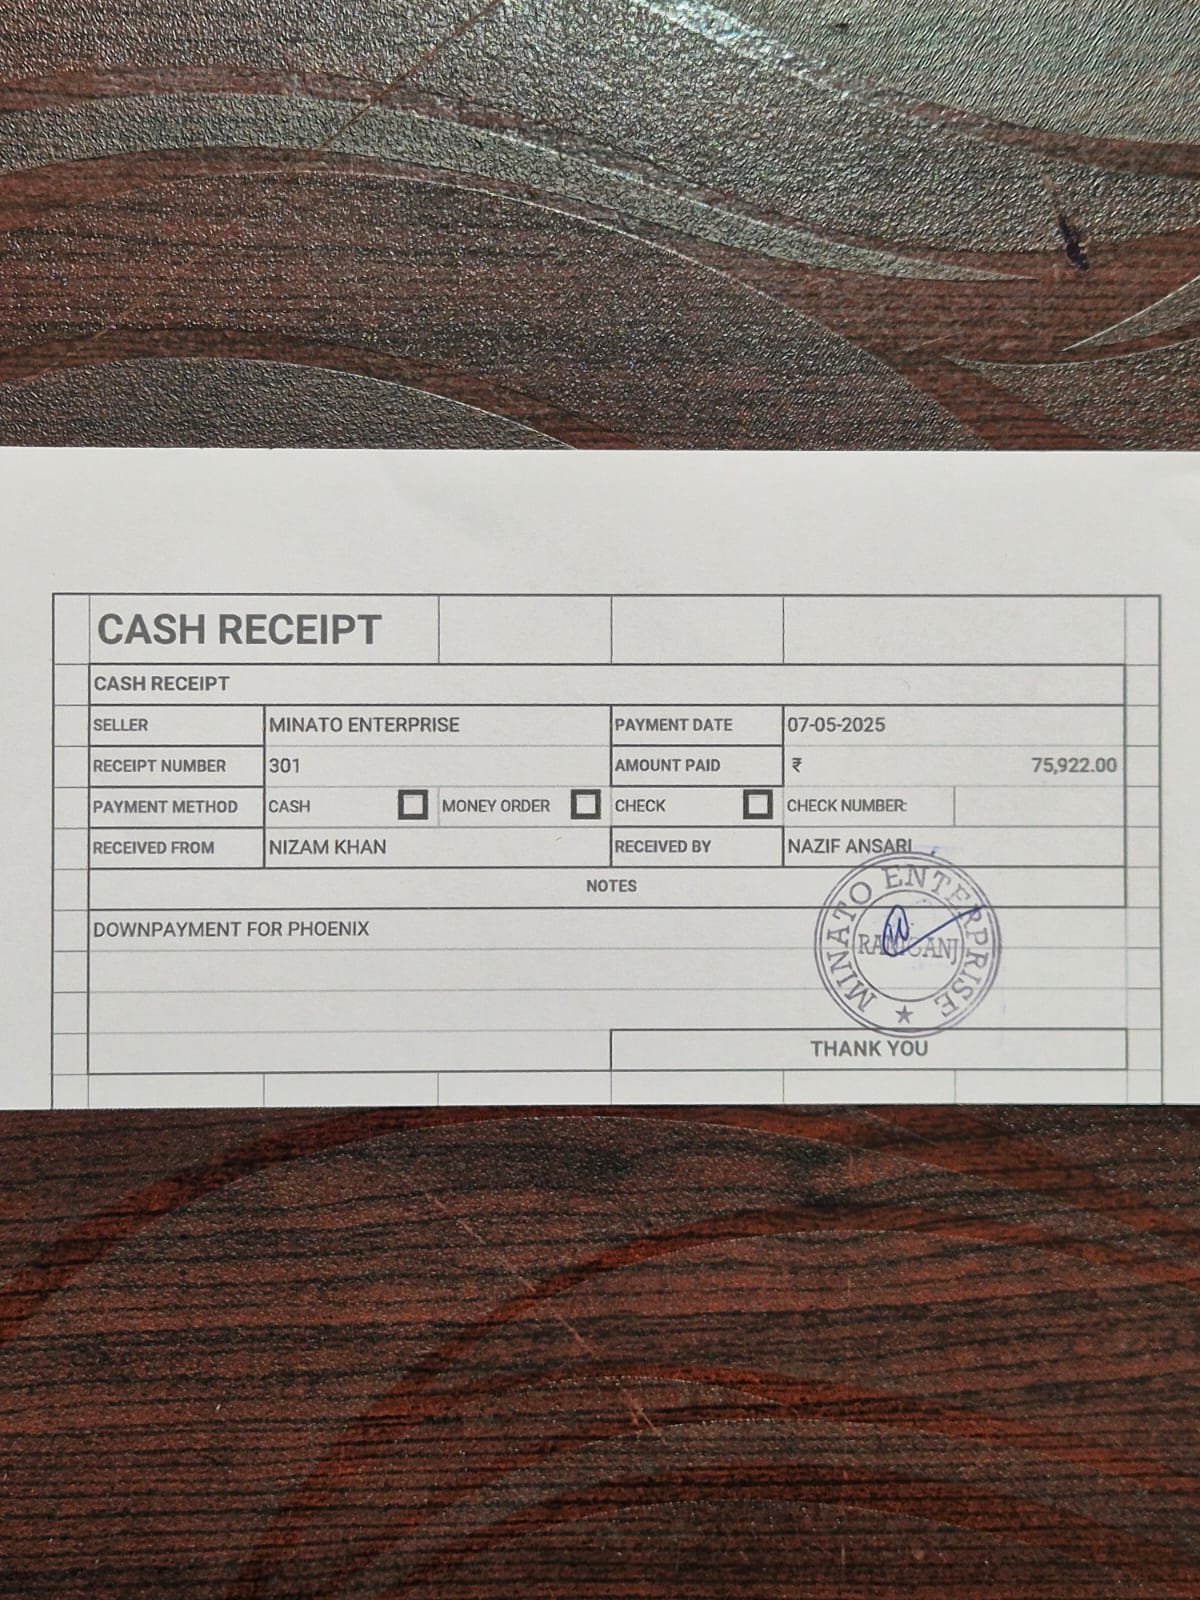 CASH RECEIPT
CASH RECEIPT
SELLER MINATO ENTERPRISE PAYMENT DATE 07-05-2025
RECEIPT NUMBER 301 AMOUNT PAID ₹ 75,922.00
PAYMENT METHOD CASH MONEY ORDER CHECK CHECK NUMBER:
RECEIVED FROM NIZAM KHAN RECEIVED BY NAZIF ANSARI
NOTES
DOWNPAYMENT FOR PHOENIX
MINATO ENTERPRISE
RANIGANJ
THANK YOU